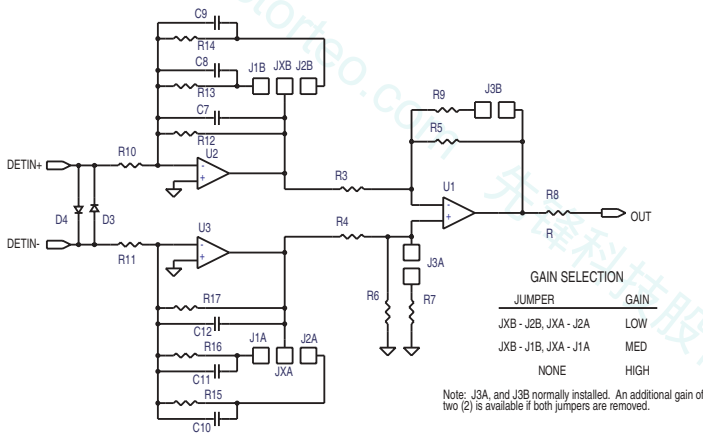 C9
R14
C8
J1B JXB J2B
R13
C7
R12
U2
DETIN+
R10
D4
D3
DETIN-
R11
U3
R17
C12
J1A J2A
R16
JXA
C11
R15
C10
R3
R4
R9
J3B
R5
U1
R8
OUT
R
J3A
R6
R7
GAIN SELECTION
JUMPER GAIN
JXB - J2B, JXA - J2A LOW
JXB - J1B, JXA - J1A MED
NONE HIGH
Note: J3A, and J3B normally installed. An additional gain of
two (2) is available if both jumpers are removed.